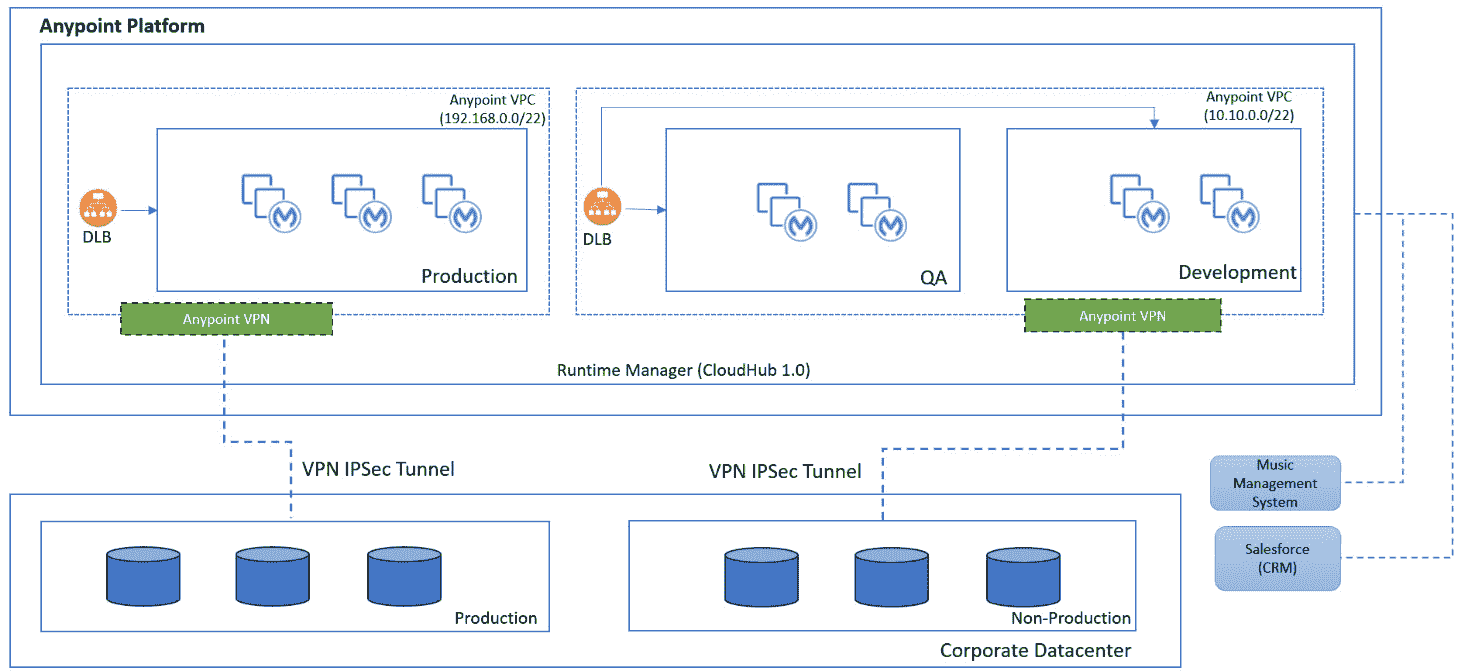 Anypoint Platform
Anypoint VPC
(192.168.0.0/22)
Anypoint VPC
(10.10.0.0/22)
DLB
DLB
Production
QA
Development
Anypoint VPN
Anypoint VPN
Runtime Manager (CloudHub 1.0)
VPN IPSec Tunnel
VPN IPSec Tunnel
Music
Management
System
Salesforce
(CRM)
Production
Non-Production
Corporate Datacenter